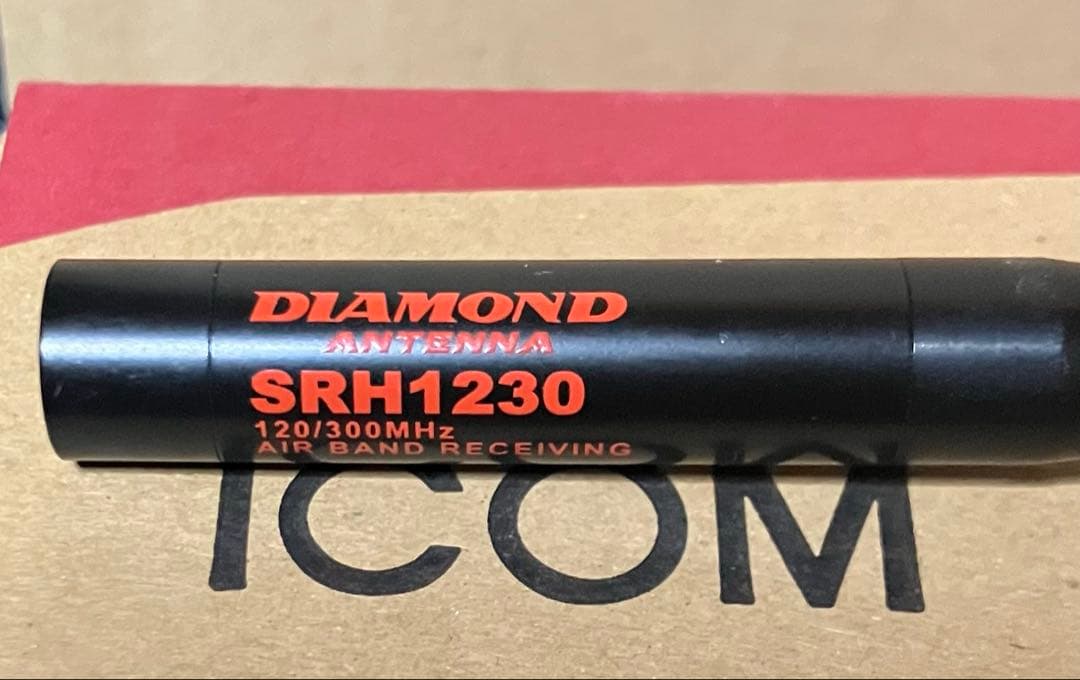 DIAMOND
ANTENNA
SRH1230
120/300MHz
AIR BAND RECEIVING
ICOM